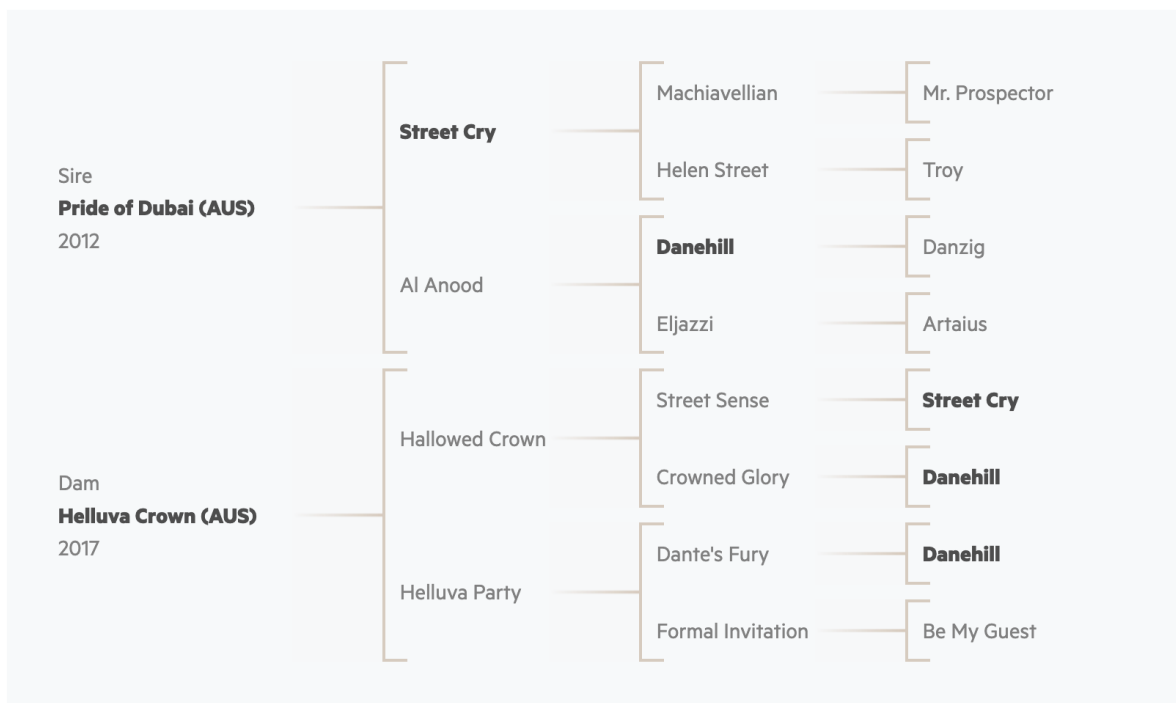 Sire
Pride of Dubai (AUS)
2012
Street Cry
Al Anood
Machiavellian
Helen Street
Danehill
Eljazzi
Mr. Prospector
Troy
Danzig
Artaius
Dam
Helluva Crown (AUS)
2017
Hallowed Crown
Helluva Party
Street Sense
Crowned Glory
Dante's Fury
Formal Invitation
Street Cry
Danehill
Danehill
Be My Guest